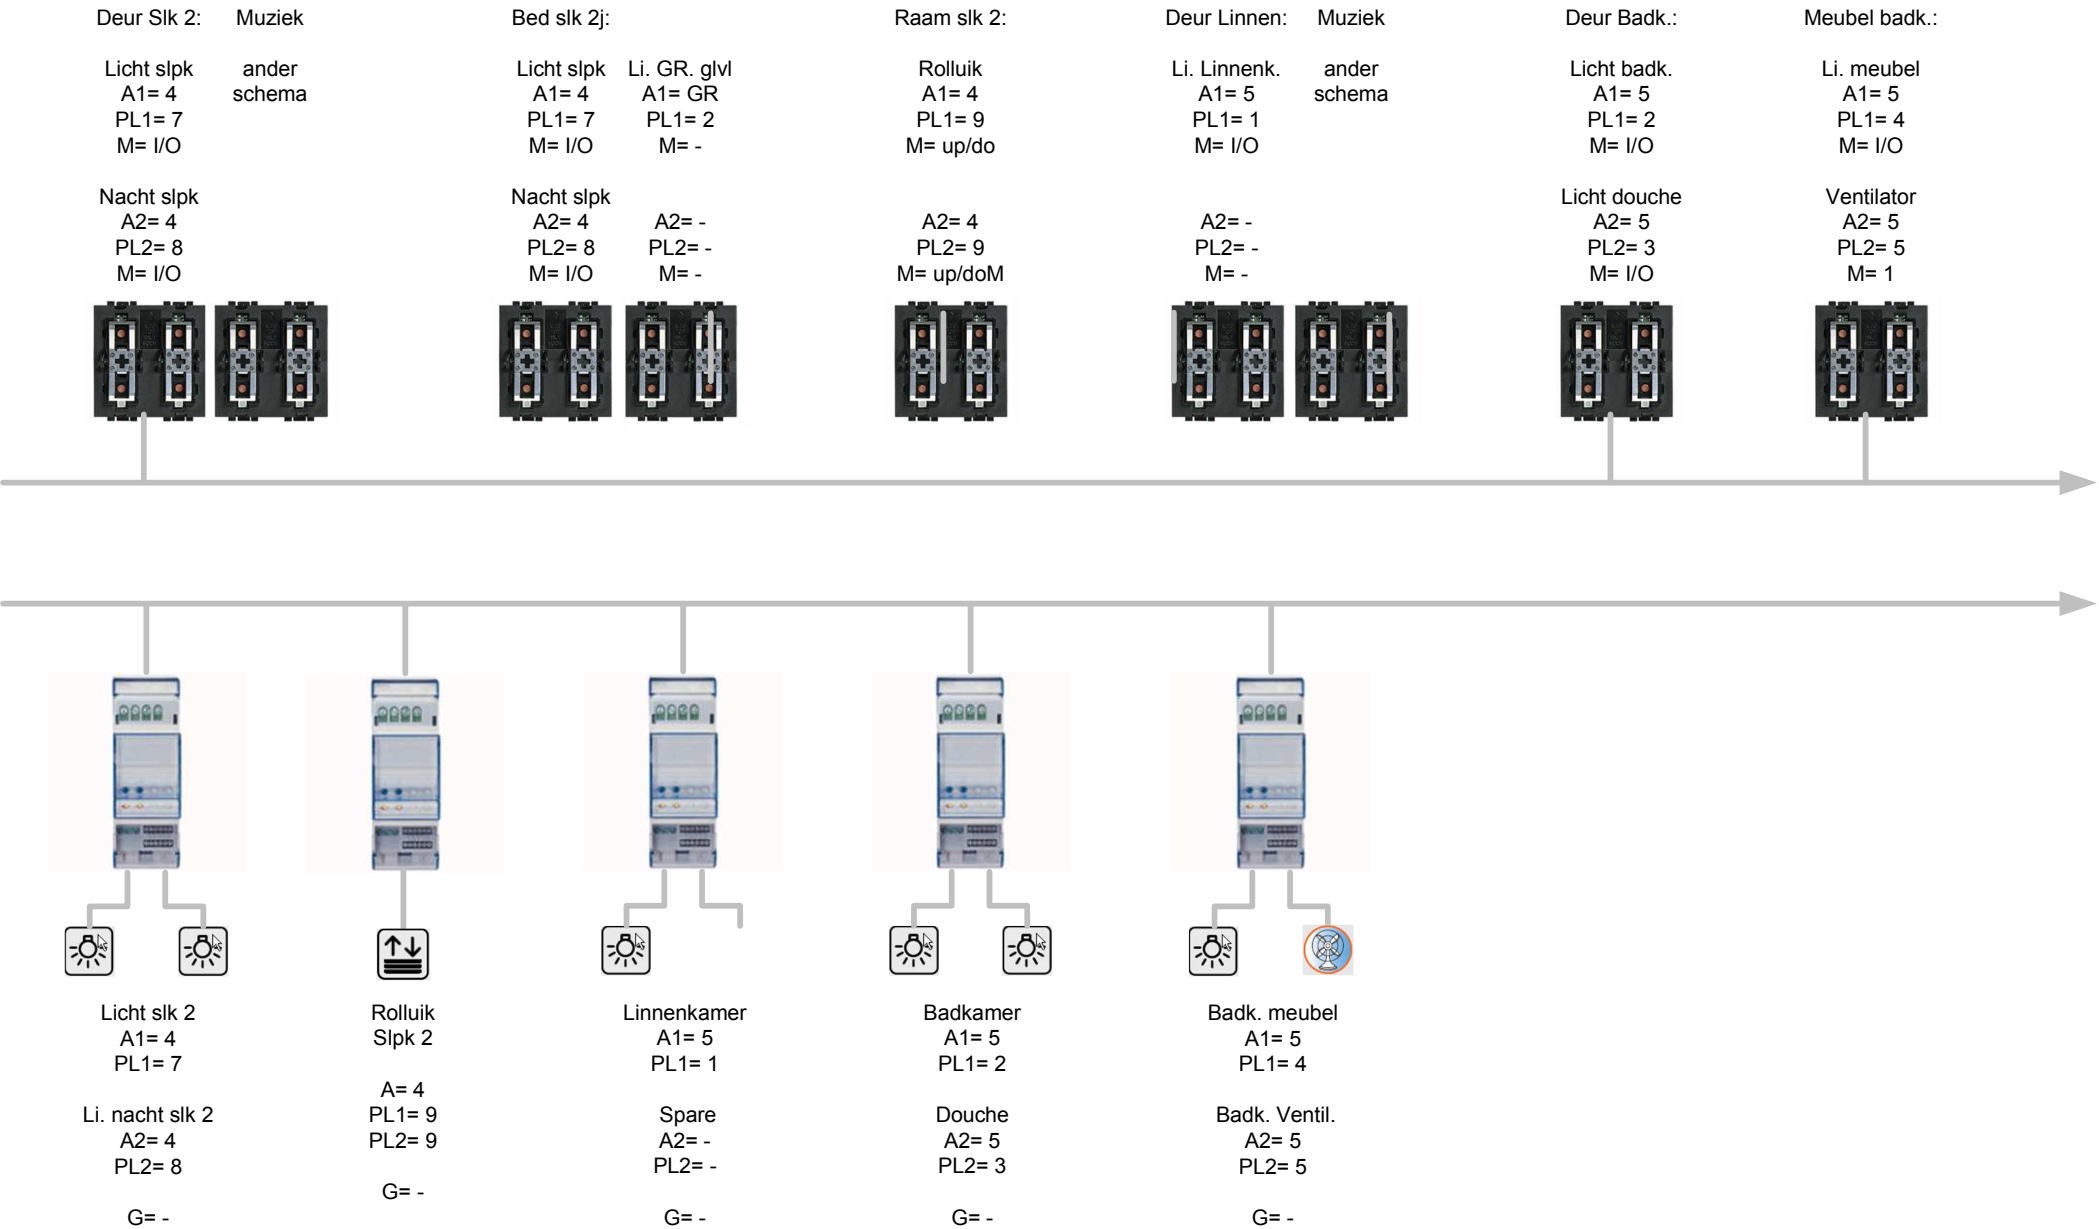 Deur Slk 2:
Licht slpk
A1= 4
PL1= 7
M= I/O
Nacht slpk
A2= 4
PL2= 8
M= I/O
Muziek
ander
schema
Bed slk 2j:
Licht slpk
A1= 4
PL1= 7
M= I/O
Nacht slpk
A2= 4
PL2= 8
M= I/O
Li. GR. glvl
A1= GR
PL1= 2
M= -
A2= -
PL2= -
M= -
Raam slk 2:
Rolluik
A1= 4
PL1= 9
M= up/do
A2= 4
PL2= 9
M= up/doM
Deur Linnen:
Li. Linnenk.
A1= 5
PL1= 1
M= I/O
A2= -
PL2= -
M= -
Muziek
ander
schema
Deur Badk.:
Licht badk.
A1= 5
PL1= 2
M= I/O
Licht douche
A2= 5
PL2= 3
M= I/O
Meubel badk.:
Li. meubel
A1= 5
PL1= 4
M= I/O
Ventilator
A2= 5
PL2= 5
M= 1
Licht slk 2
A1= 4
PL1= 7
Li. nacht slk 2
A2= 4
PL2= 8
G= -
Rolluik
Slpk 2
A= 4
PL1= 9
PL2= 9
G= -
Linnenkamer
A1= 5
PL1= 1
Spare
A2= -
PL2= -
G= -
Badkamer
A1= 5
PL1= 2
Douche
A2= 5
PL2= 3
G= -
Badk. meubel
A1= 5
PL1= 4
Badk. Ventil.
A2= 5
PL2= 5
G= -